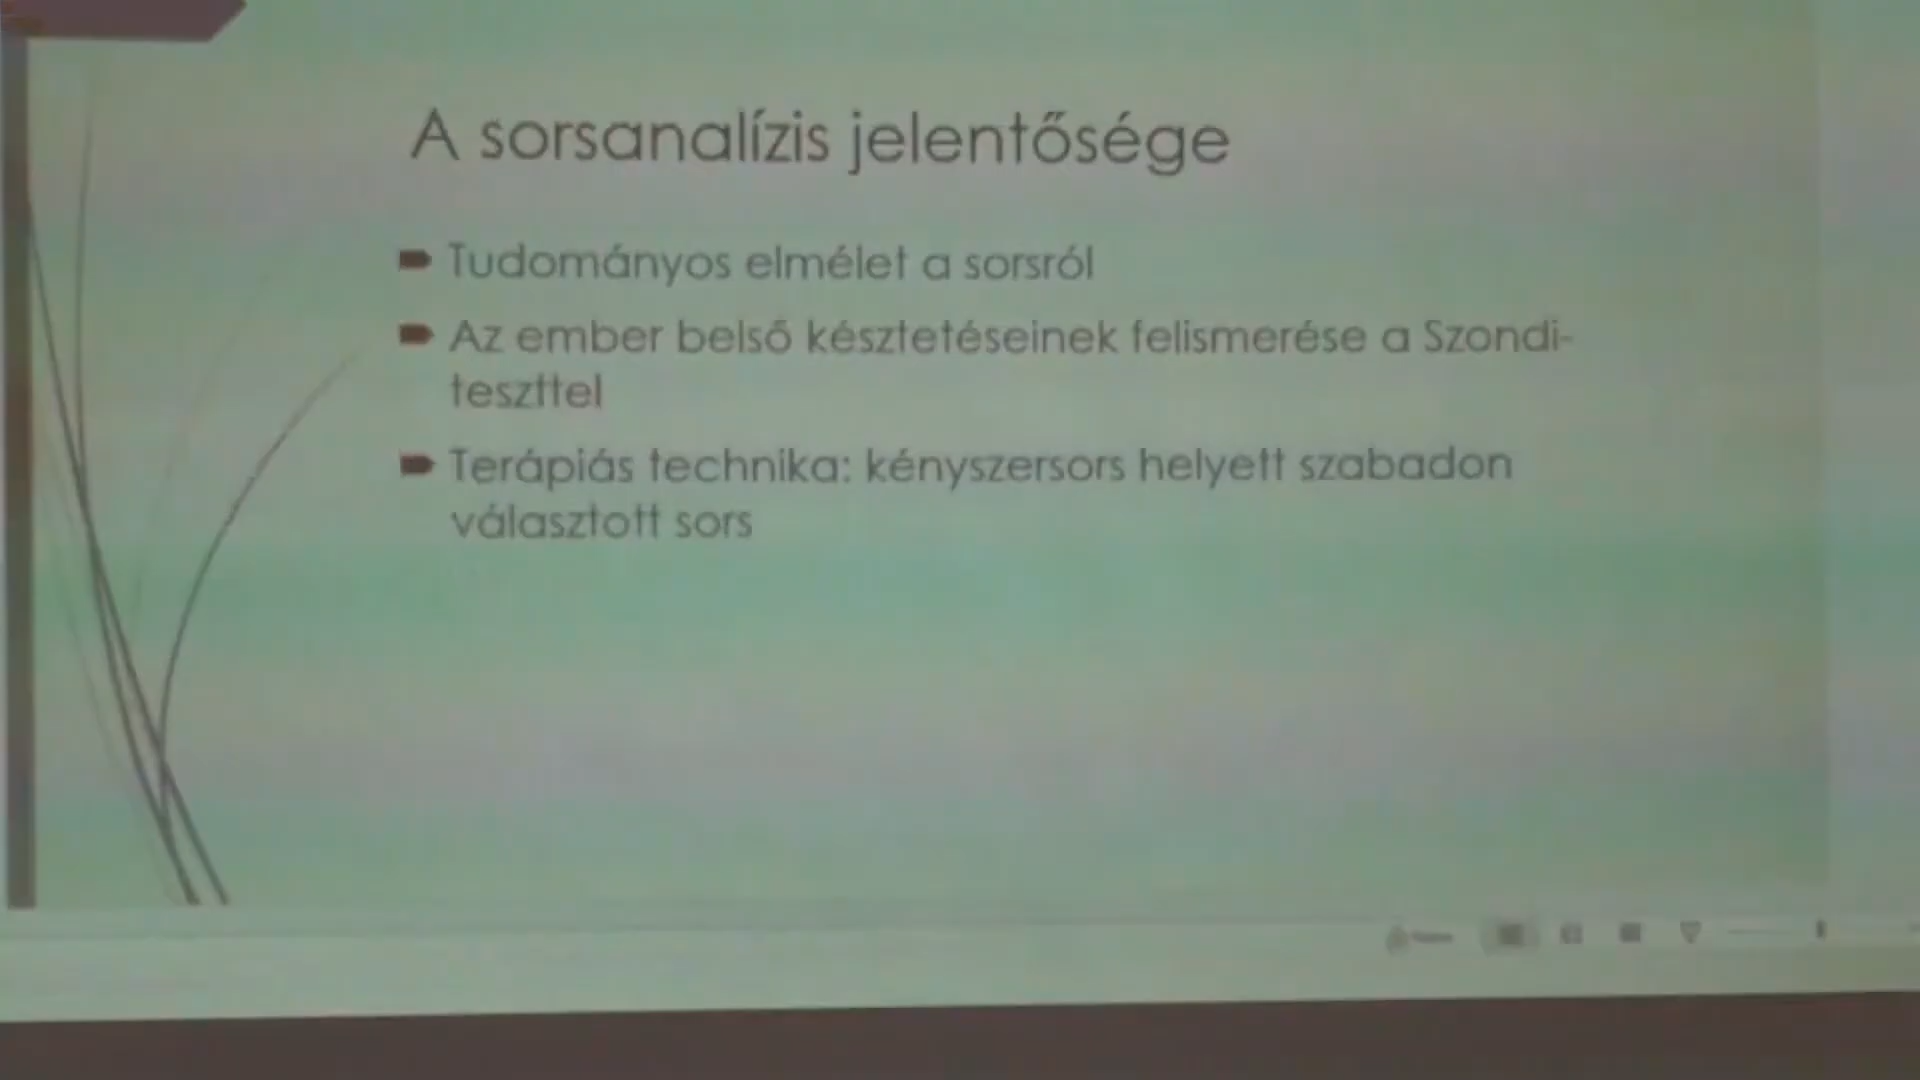 A sorsanalízis jelentősége
Tudományos elmélet a sorsról
Az ember belső késztetéseinek felismerése a Szondi-
teszttel
Terápiás technika: kényszersors helyett szabadon
választott sors